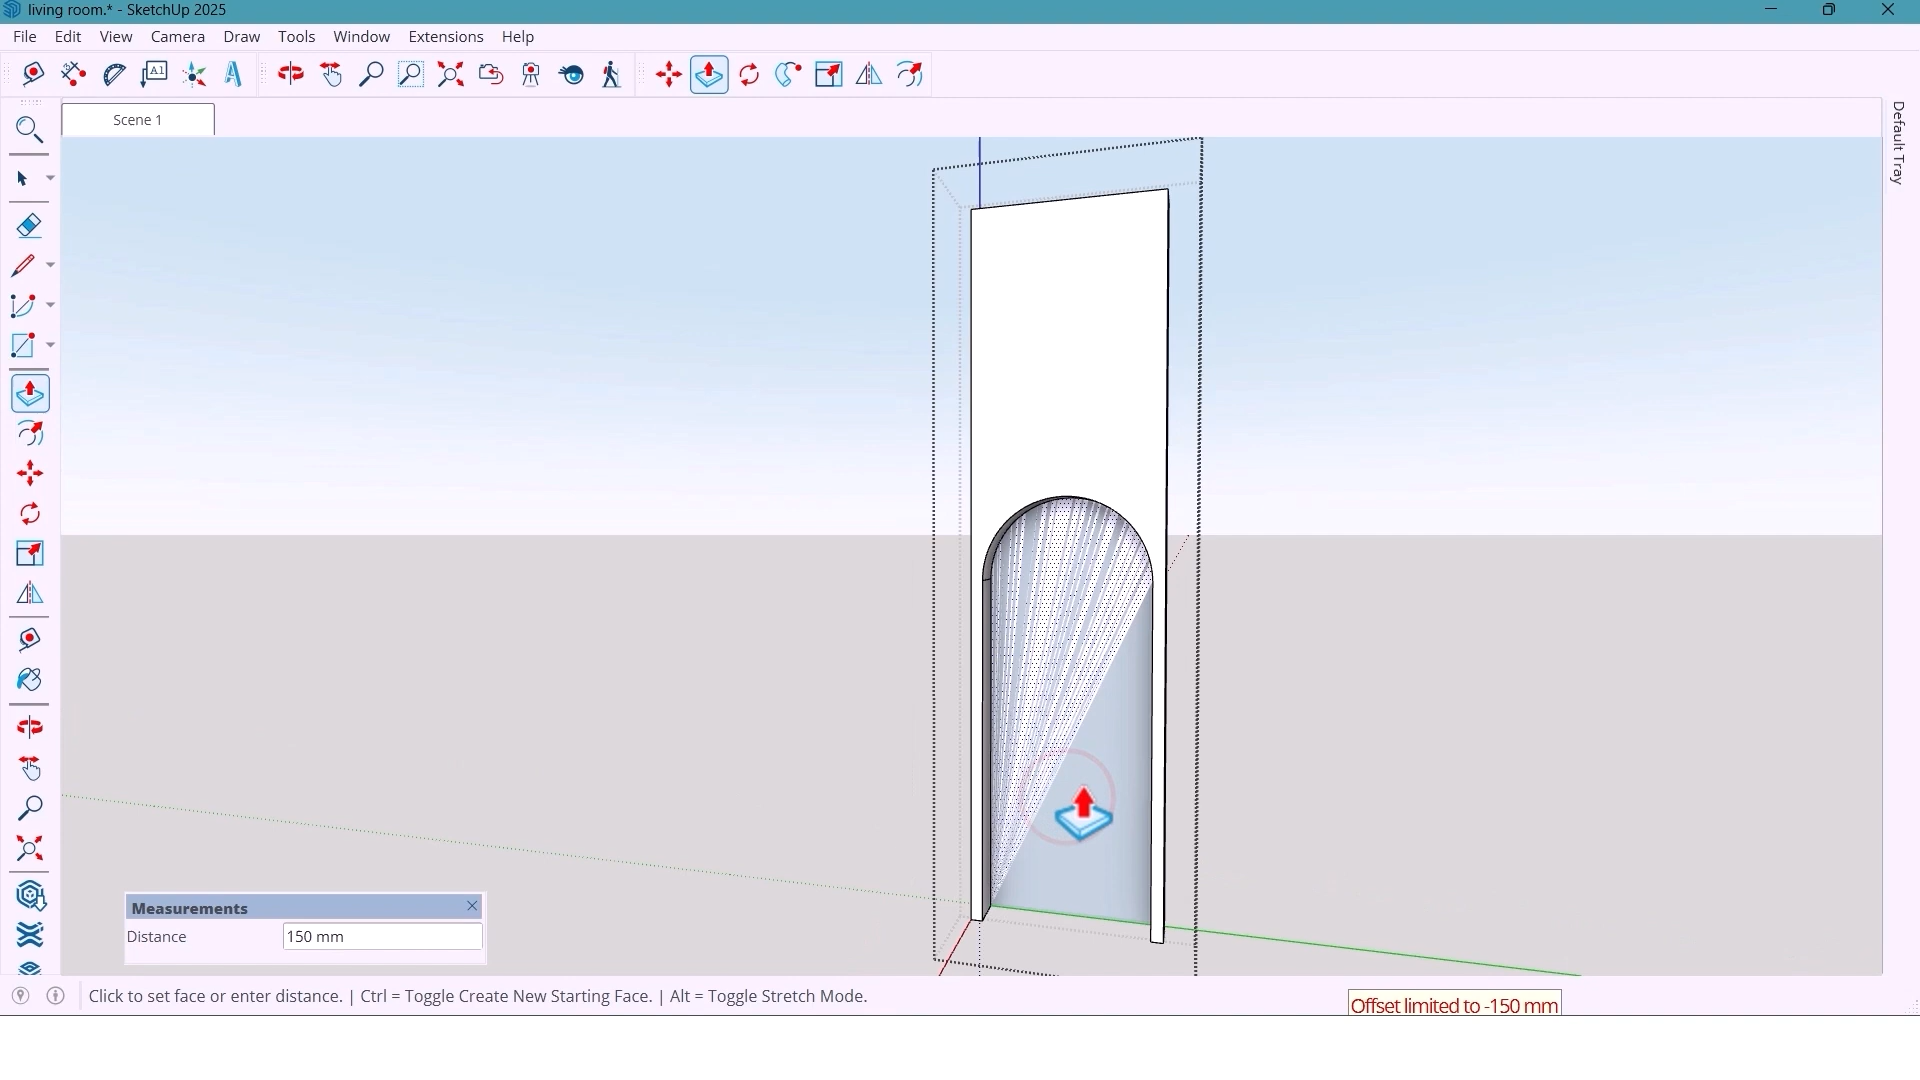 living room.* - SketchUp 2025
File Edit View Camera Draw Tools Window Extensions Help
A1
A
Scene 1
Default Tray
Measurements
Distance 150 mm
Click to set face or enter distance. | Ctrl = Toggle Create New Starting Face. | Alt = Toggle Stretch Mode.
Offset limited to -150 mm